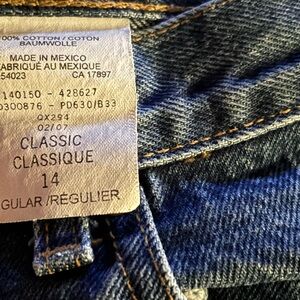 100% COTTON / COTON
BAUMWOLLE
MADE IN MEXICO
FABRIQUÉ AU MEXIQUE
54023 CA 17897
140150 - 428627
0300876 - PD630/B33
QX294
02/07
CLASSIC
CLASSIQUE
14
GULAR / RÉGULIER